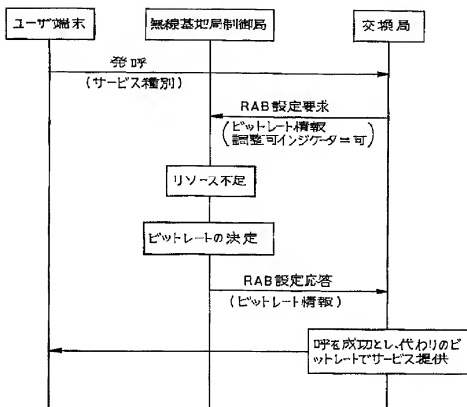 ユーザ端末
無線基地局制御局
交換局
発呼
(サービス種別)
RAB設定要求
(ビットレート情報
調整可インジケーター=可)
リソース不足
ビットレートの決定
RAB設定応答
(ビットレート情報)
呼を成功とし、代わりのビ
ットレートでサービス提供